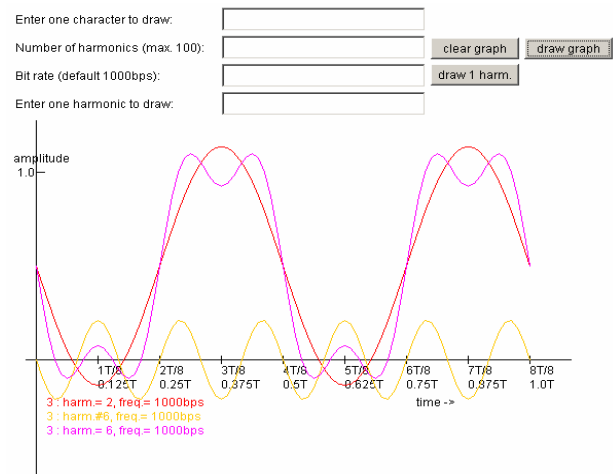 Enter one character to draw:
Number of harmonics (max. 100): clear graph draw graph
Bit rate (default 1000bps): draw 1 harm.
Enter one harmonic to draw:
amplitude
1.0
1T/8 2T/8 3T/8 4T/8 5T/8 6T/8 7T/8 8T/8
0.125T 0.25T 0.375T 0.5T 0.625T 0.75T 0.975T 1.0T
3 : harm.= 2, freq.= 1000bps time ->
3 : harm.#6, freq.= 1000bps
3 : harm.= 6, freq.= 1000bps